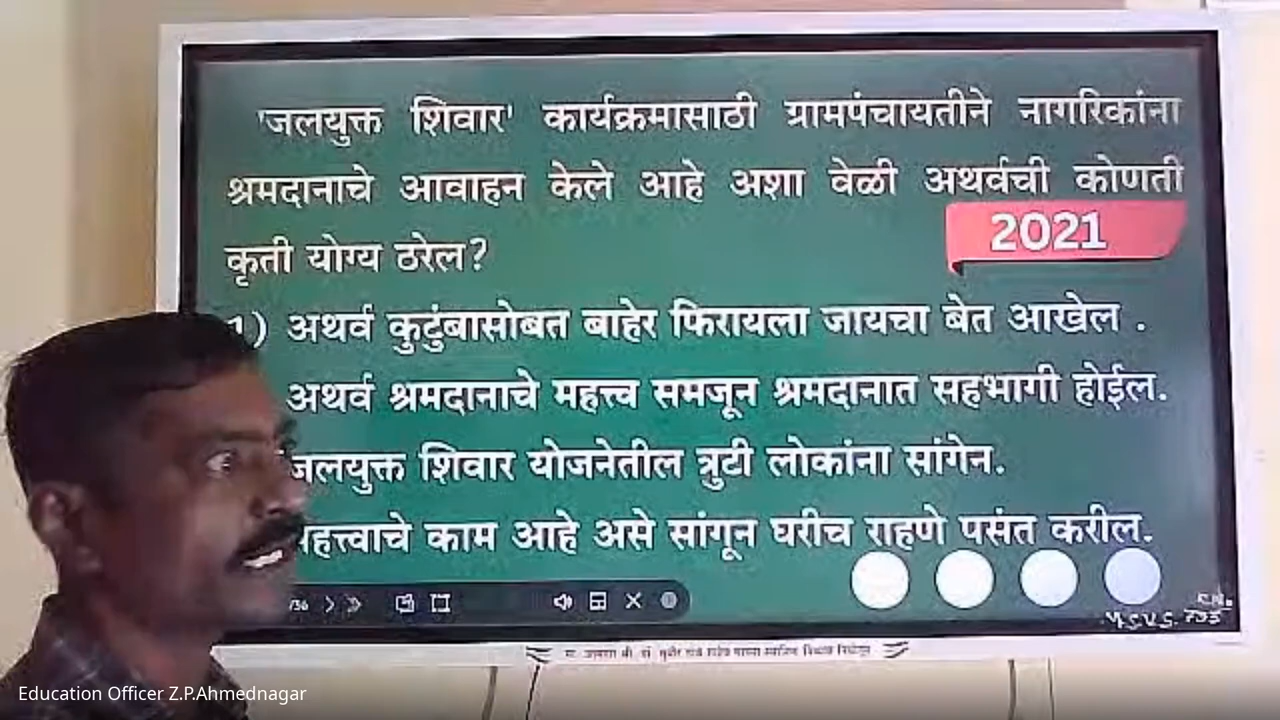 'जलयुक्त शिवार' कार्यक्रमासाठी ग्रामपंचायतीने नागरिकांना
श्रमदानाचे आवाहन केले आहे अशा वेळी अथर्वची कोणती
कृती योग्य ठरेल?
2021
1) अथर्व कुटुंबासोबत बाहेर फिरायला जायचा बेत आखेल .
अथर्व श्रमदानाचे महत्त्व समजून श्रमदानात सहभागी होईल.
जलयुक्त शिवार योजनेतील त्रुटी लोकांना सांगेन.
महत्त्वाचे काम आहे असे सांगून घरीच राहणे पसंत करील.
/36
Education Officer Z.P.Ahmednagar